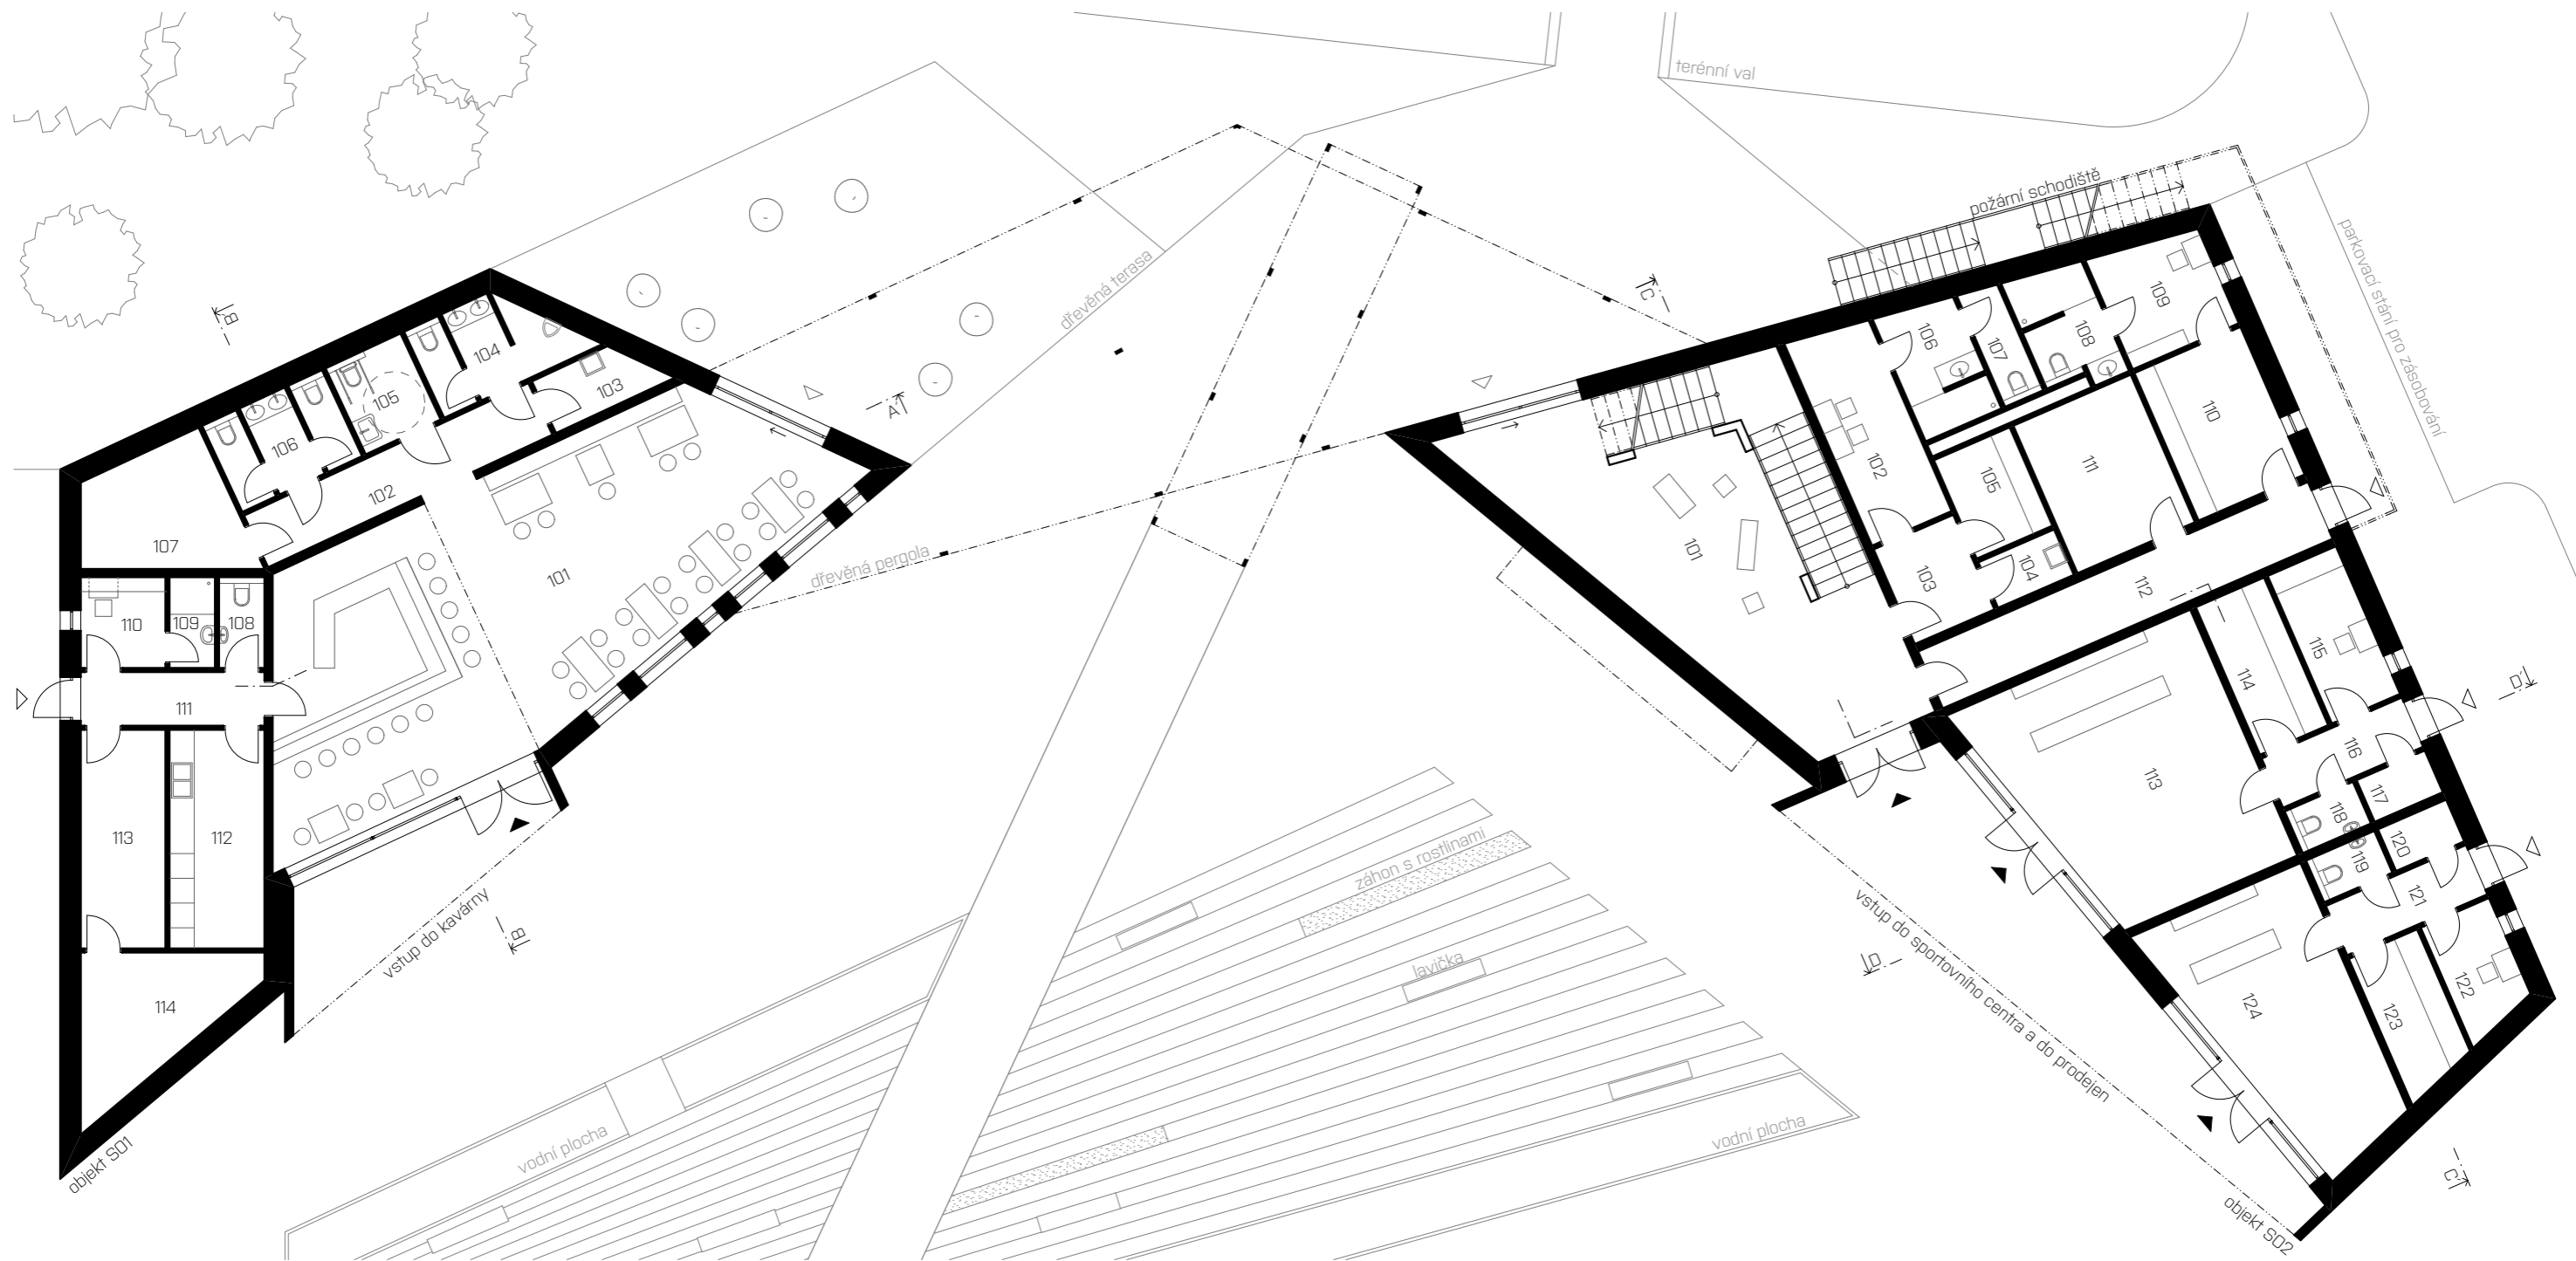 terénní val
požární schodiště
parkovací stání pro zásobování
dřevěná terasa
dřevěná pergola
B
A
C
104
103
105
106
102
107
101
110
109
108
111
113
112
114
objekt S01
vstup do kavárny
B
109
108
107
106
110
111
102
105
101
104
103
112
115
114
116
113
117
118
120
119
121
122
123
124
D
D
C
vstup do sportovního centra a do prodejen
objekt S02
záhon s rostlinami
lavička
vodní plocha
vodní plocha